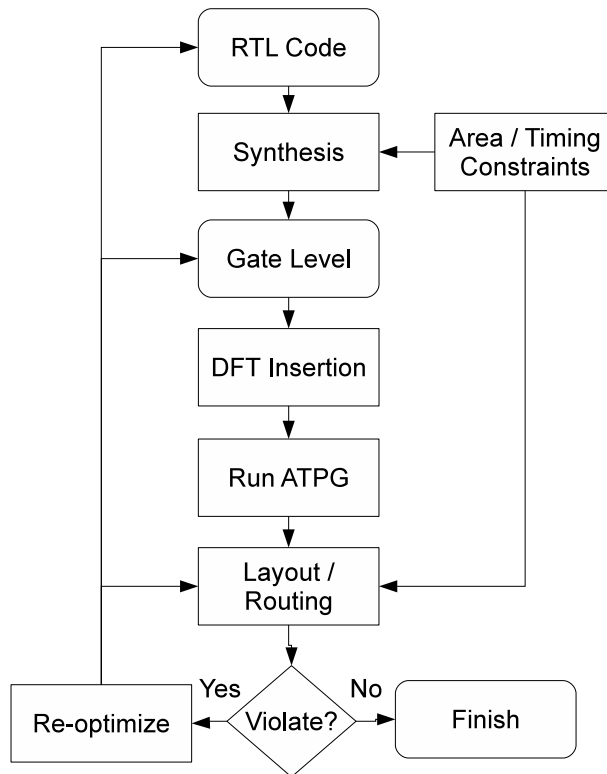 RTL Code
Synthesis
Area / Timing
Constraints
Gate Level
DFT Insertion
Run ATPG
Layout /
Routing
Yes
No
Re-optimize
Violate?
Finish